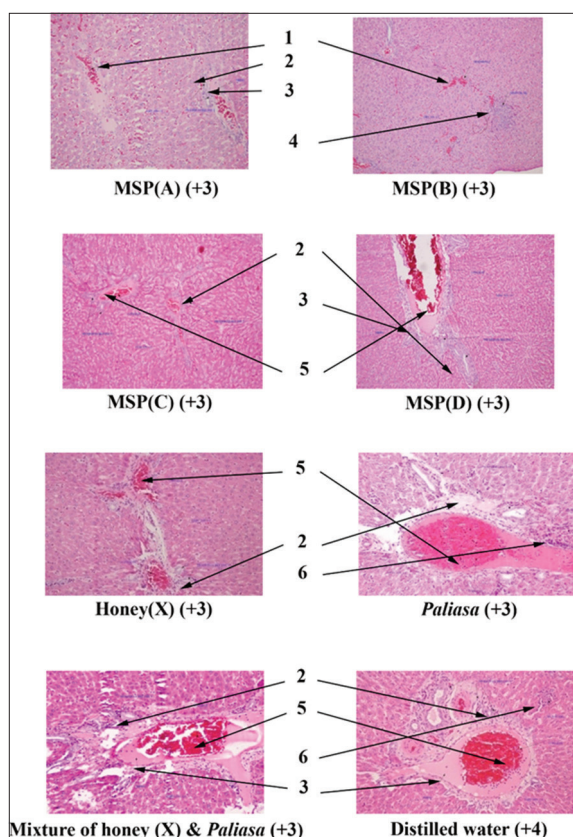 1
2
3
4
MSP(A) (+3)
MSP(B) (+3)
2
3
5
MSP(C) (+3)
MSP(D) (+3)
5
2
6
Honey(X) (+3)
Paliasa (+3)
2
5
6
3
Mixture of honey (X) & Paliasa (+3)
Distilled water (+4)